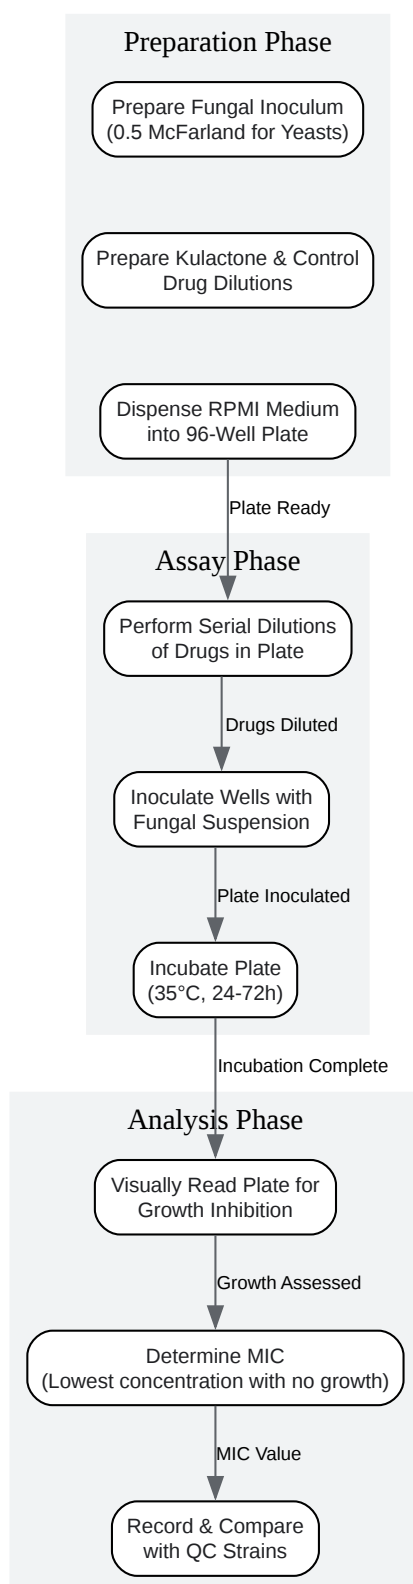 Preparation Phase
Prepare Fungal Inoculum
(0.5 McFarland for Yeasts)
Prepare Kulactone & Control
Drug Dilutions
Dispense RPMI Medium
into 96-Well Plate
Plate Ready
Assay Phase
Perform Serial Dilutions
of Drugs in Plate
Drugs Diluted
Inoculate Wells with
Fungal Suspension
Plate Inoculated
Incubate Plate
(35°C, 24-72h)
Incubation Complete
Analysis Phase
Visually Read Plate for
Growth Inhibition
Growth Assessed
Determine MIC
(Lowest concentration with no growth)
MIC Value
Record & Compare
with QC Strains